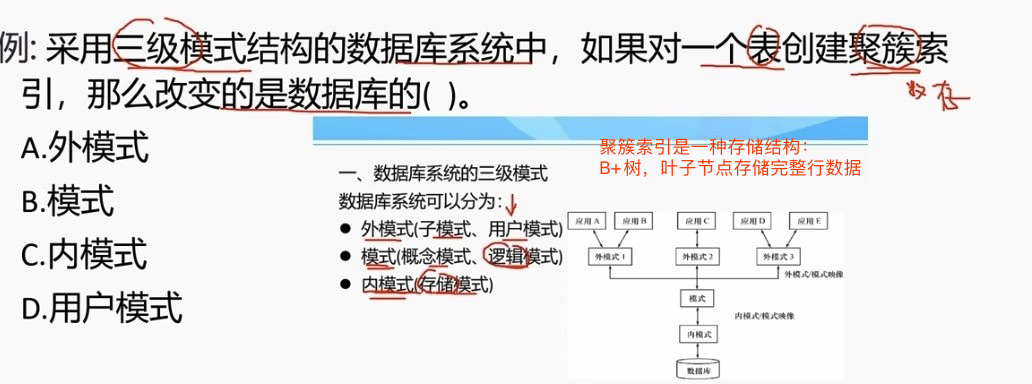 例: 采用三级模式结构的数据库系统中，如果对一个表创建聚簇索
引，那么改变的是数据库的(  )。
A.外模式
B.模式
C.内模式
D.用户模式
数存
聚簇索引是一种存储结构：
B+树，叶子节点存储完整行数据
一、数据库系统的三级模式
数据库系统可以分为：
● 外模式(子模式、用户模式)
● 模式(概念模式、逻辑模式)
● 内模式(存储模式)
应用 A 应用 B 应用 C 应用 D 应用 E
外模式 1 外模式 2 外模式 3
外模式/模式映像
模式
内模式/模式映像
内模式
数据库